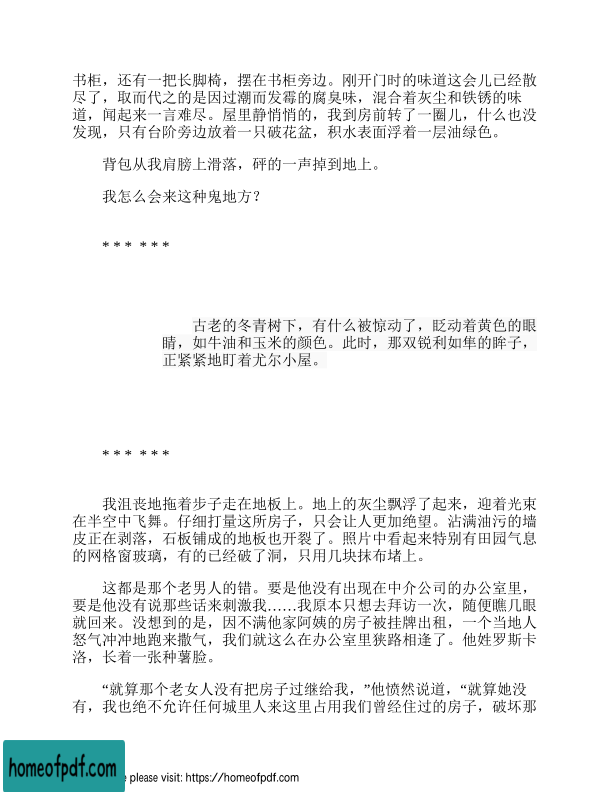 书柜，还有一把长脚椅，摆在书柜旁边。刚开门时的味道这会儿已经散
尽了，取而代之的是因过潮而发霉的腐臭味，混合着灰尘和铁锈的味
道，闻起来一言难尽。屋里静悄悄的，我到房前转了一圈儿，什么也没
发现，只有台阶旁边放着一只破花盆，积水表面浮着一层油绿色。
背包从我肩膀上滑落，砰的一声掉到地上。
我怎么会来这种鬼地方？
* * * * * *
古老的冬青树下，有什么被惊动了，眨动着黄色的眼
睛，如牛油和玉米的颜色。此时，那双锐利如隼的眸子，
正紧紧地盯着尤尔小屋。
* * * * * *
我沮丧地拖着步子走在地板上。地上的灰尘飘浮了起来，迎着光束
在半空中飞舞。仔细打量这所房子，只会让人更加绝望。沾满油污的墙
皮正在剥落，石板铺成的地板也开裂了。照片中看起来特别有田园气息
的网格窗玻璃，有的已经破了洞，只用几块抹布堵上。
这都是那个老男人的错。要是他没有出现在中介公司的办公室里，
要是他没有说那些话来刺激我……我原本只想去拜访一次，随便瞧几眼
就回来。没想到的是，因不满他家阿姨的房子被挂牌出租，一个当地人
怒气冲冲地跑来撒气，我们就这么在办公室里狭路相逢了。他姓罗斯卡
洛，长着一张种薯脸。
“就算那个老女人没有把房子过继给我，”他愤然说道，“就算她没
有，我也绝不允许任何城里人来这里占用我们曾经住过的房子，破坏那
homeofpdf.com
e please visit: https://homeofpdf.com